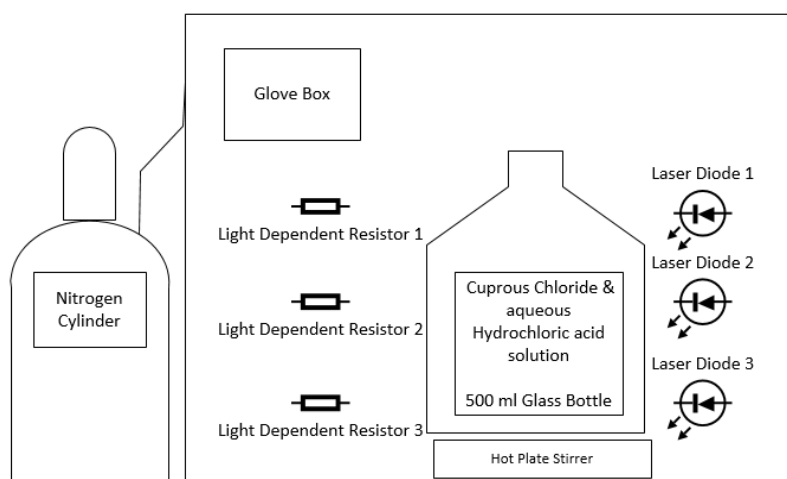 Glove Box
Laser Diode 1
Light Dependent Resistor 1
Laser Diode 2
Nitrogen
Cylinder
Cuprous Chloride &
aqueous
Hydrochloric acid
solution
500 ml Glass Bottle
Light Dependent Resistor 2
Laser Diode 3
Light Dependent Resistor 3
Hot Plate Stirrer